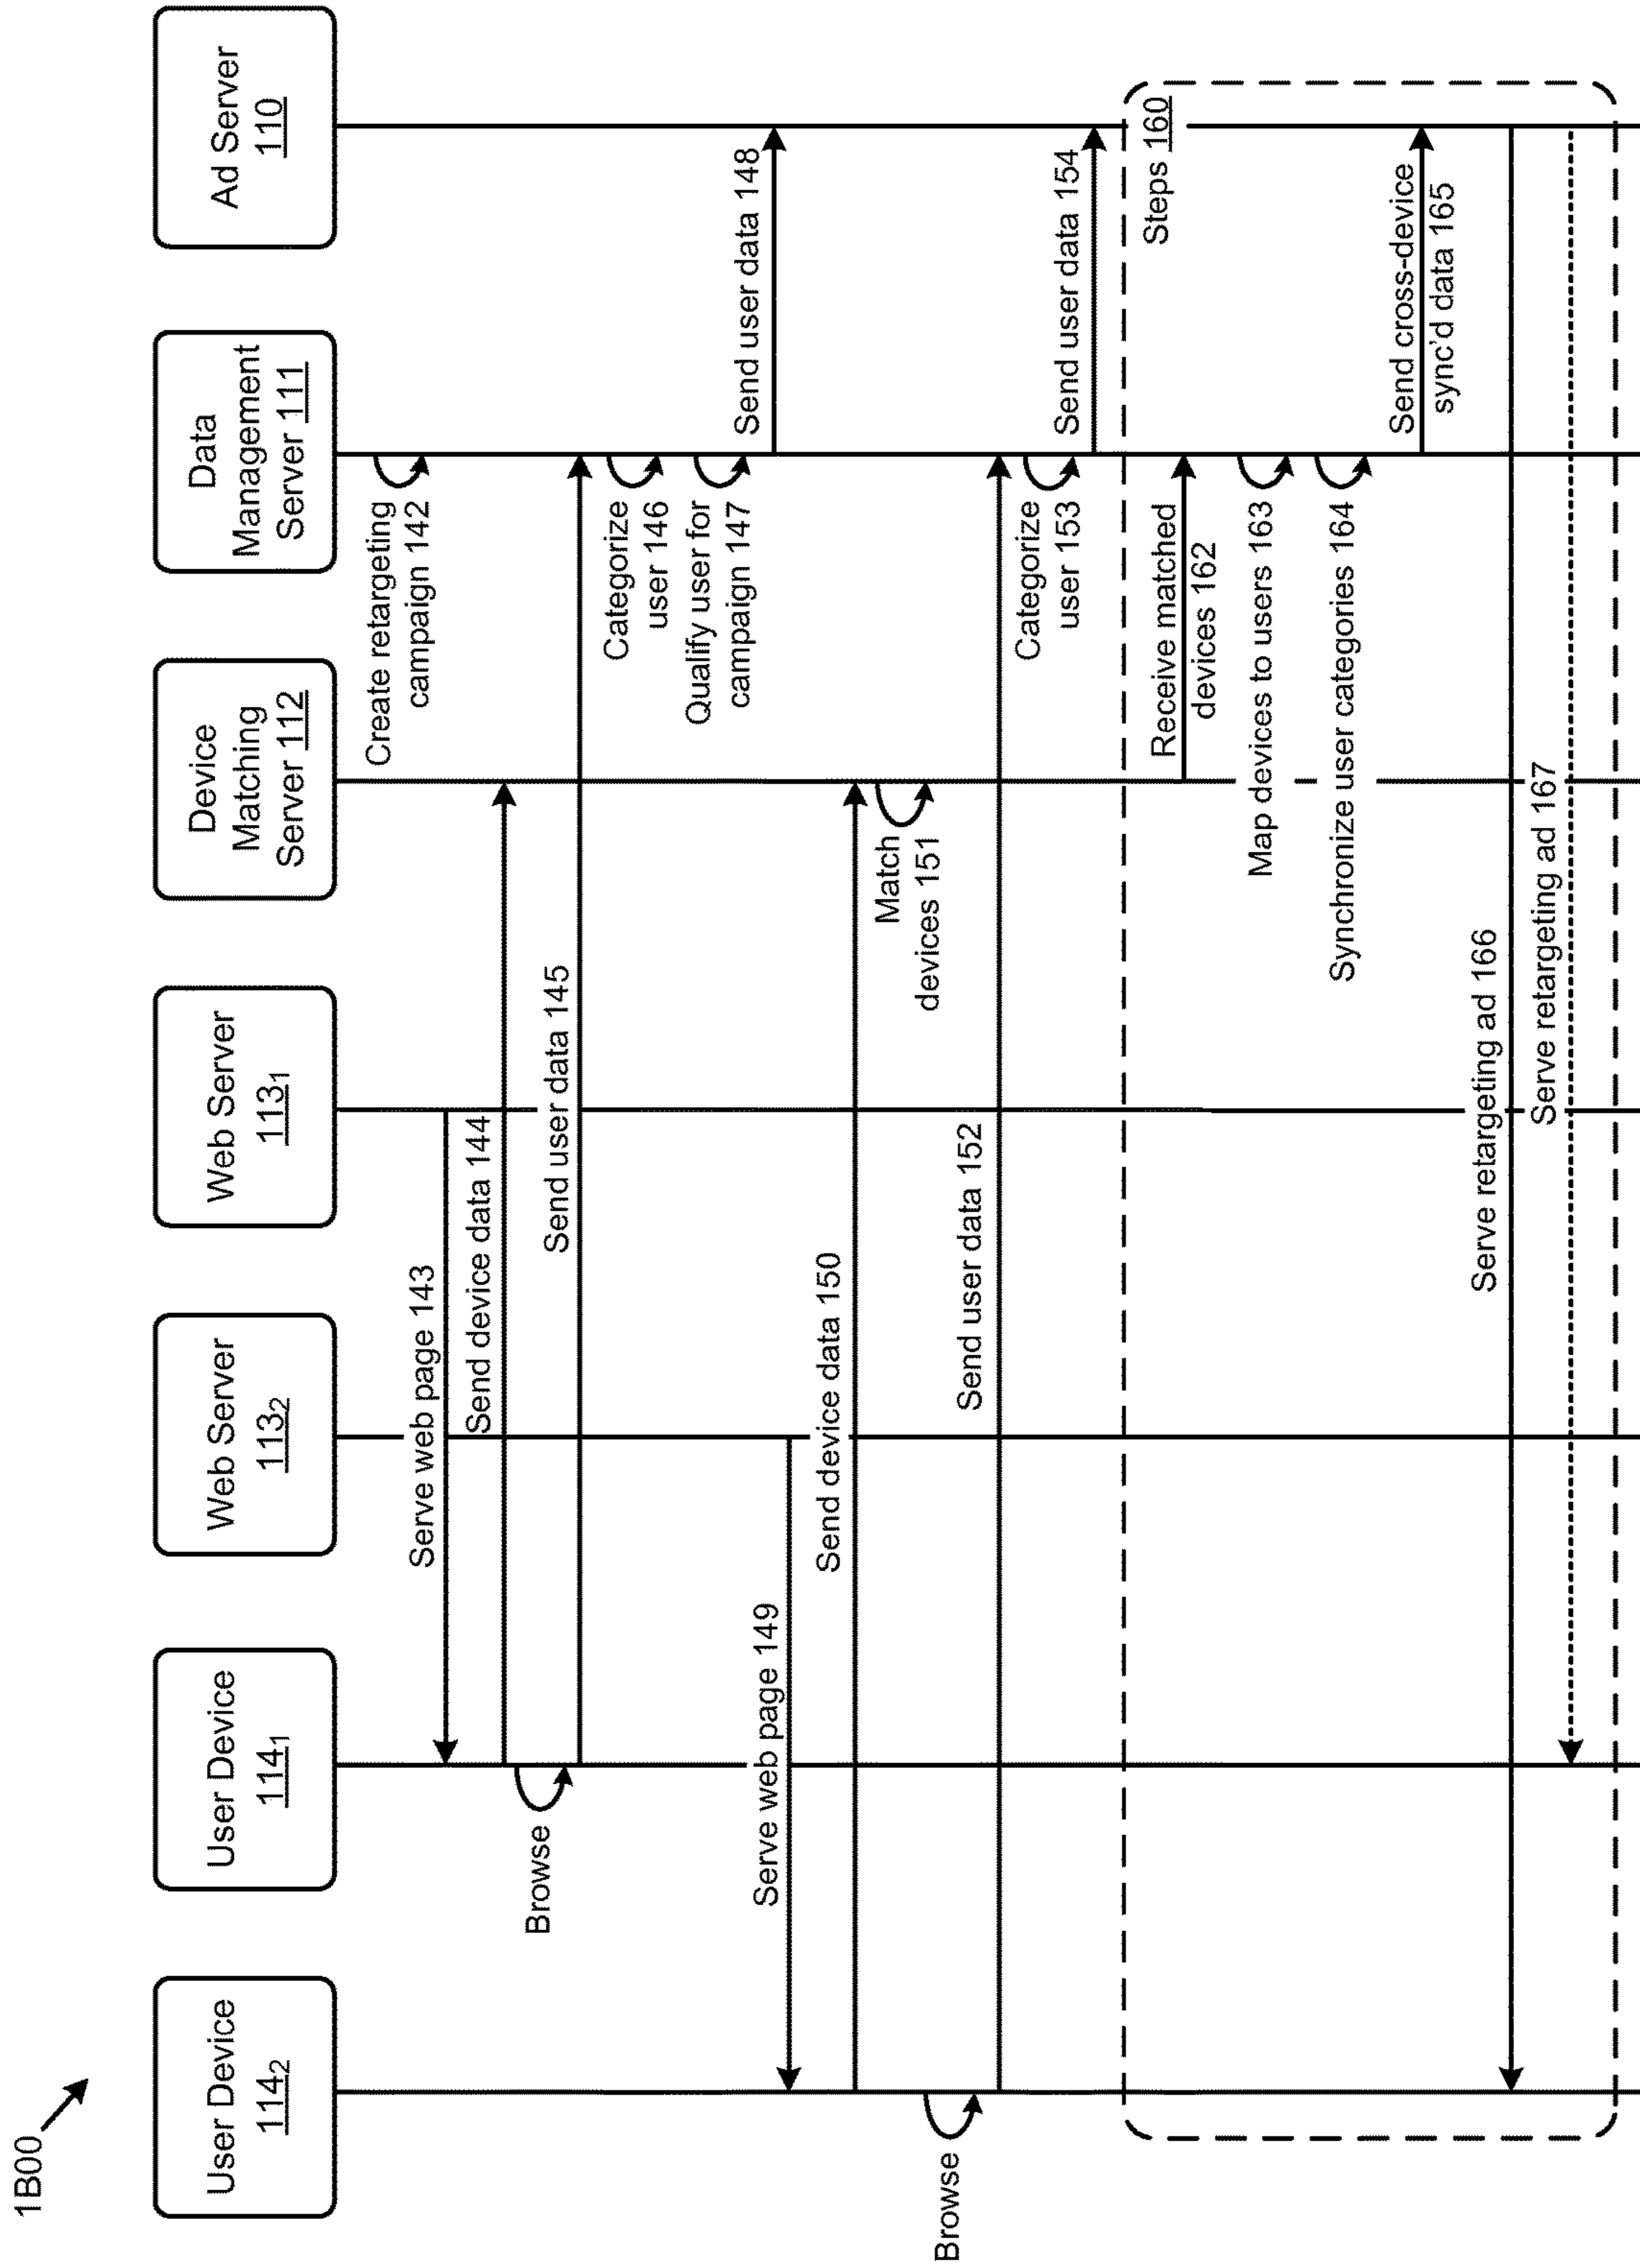 1B00
User Device
114₂
User Device
114₁
Web Server
113₂
Web Server
113₁
Device
Matching
Server 112
Data
Management
Server 111
Ad Server
110
Create retargeting
campaign 142
Serve web page 143
Send device data 144
Browse
Send user data 145
Categorize
user 146
Qualify user for
campaign 147
Send user data 148
Serve web page 149
Send device data 150
Match
devices 151
Browse
Send user data 152
Categorize
user 153
Send user data 154
Steps 160
Receive matched
devices 162
Map devices to users 163
Synchronize user categories 164
Send cross-device
sync'd data 165
Serve retargeting ad 166
Serve retargeting ad 167